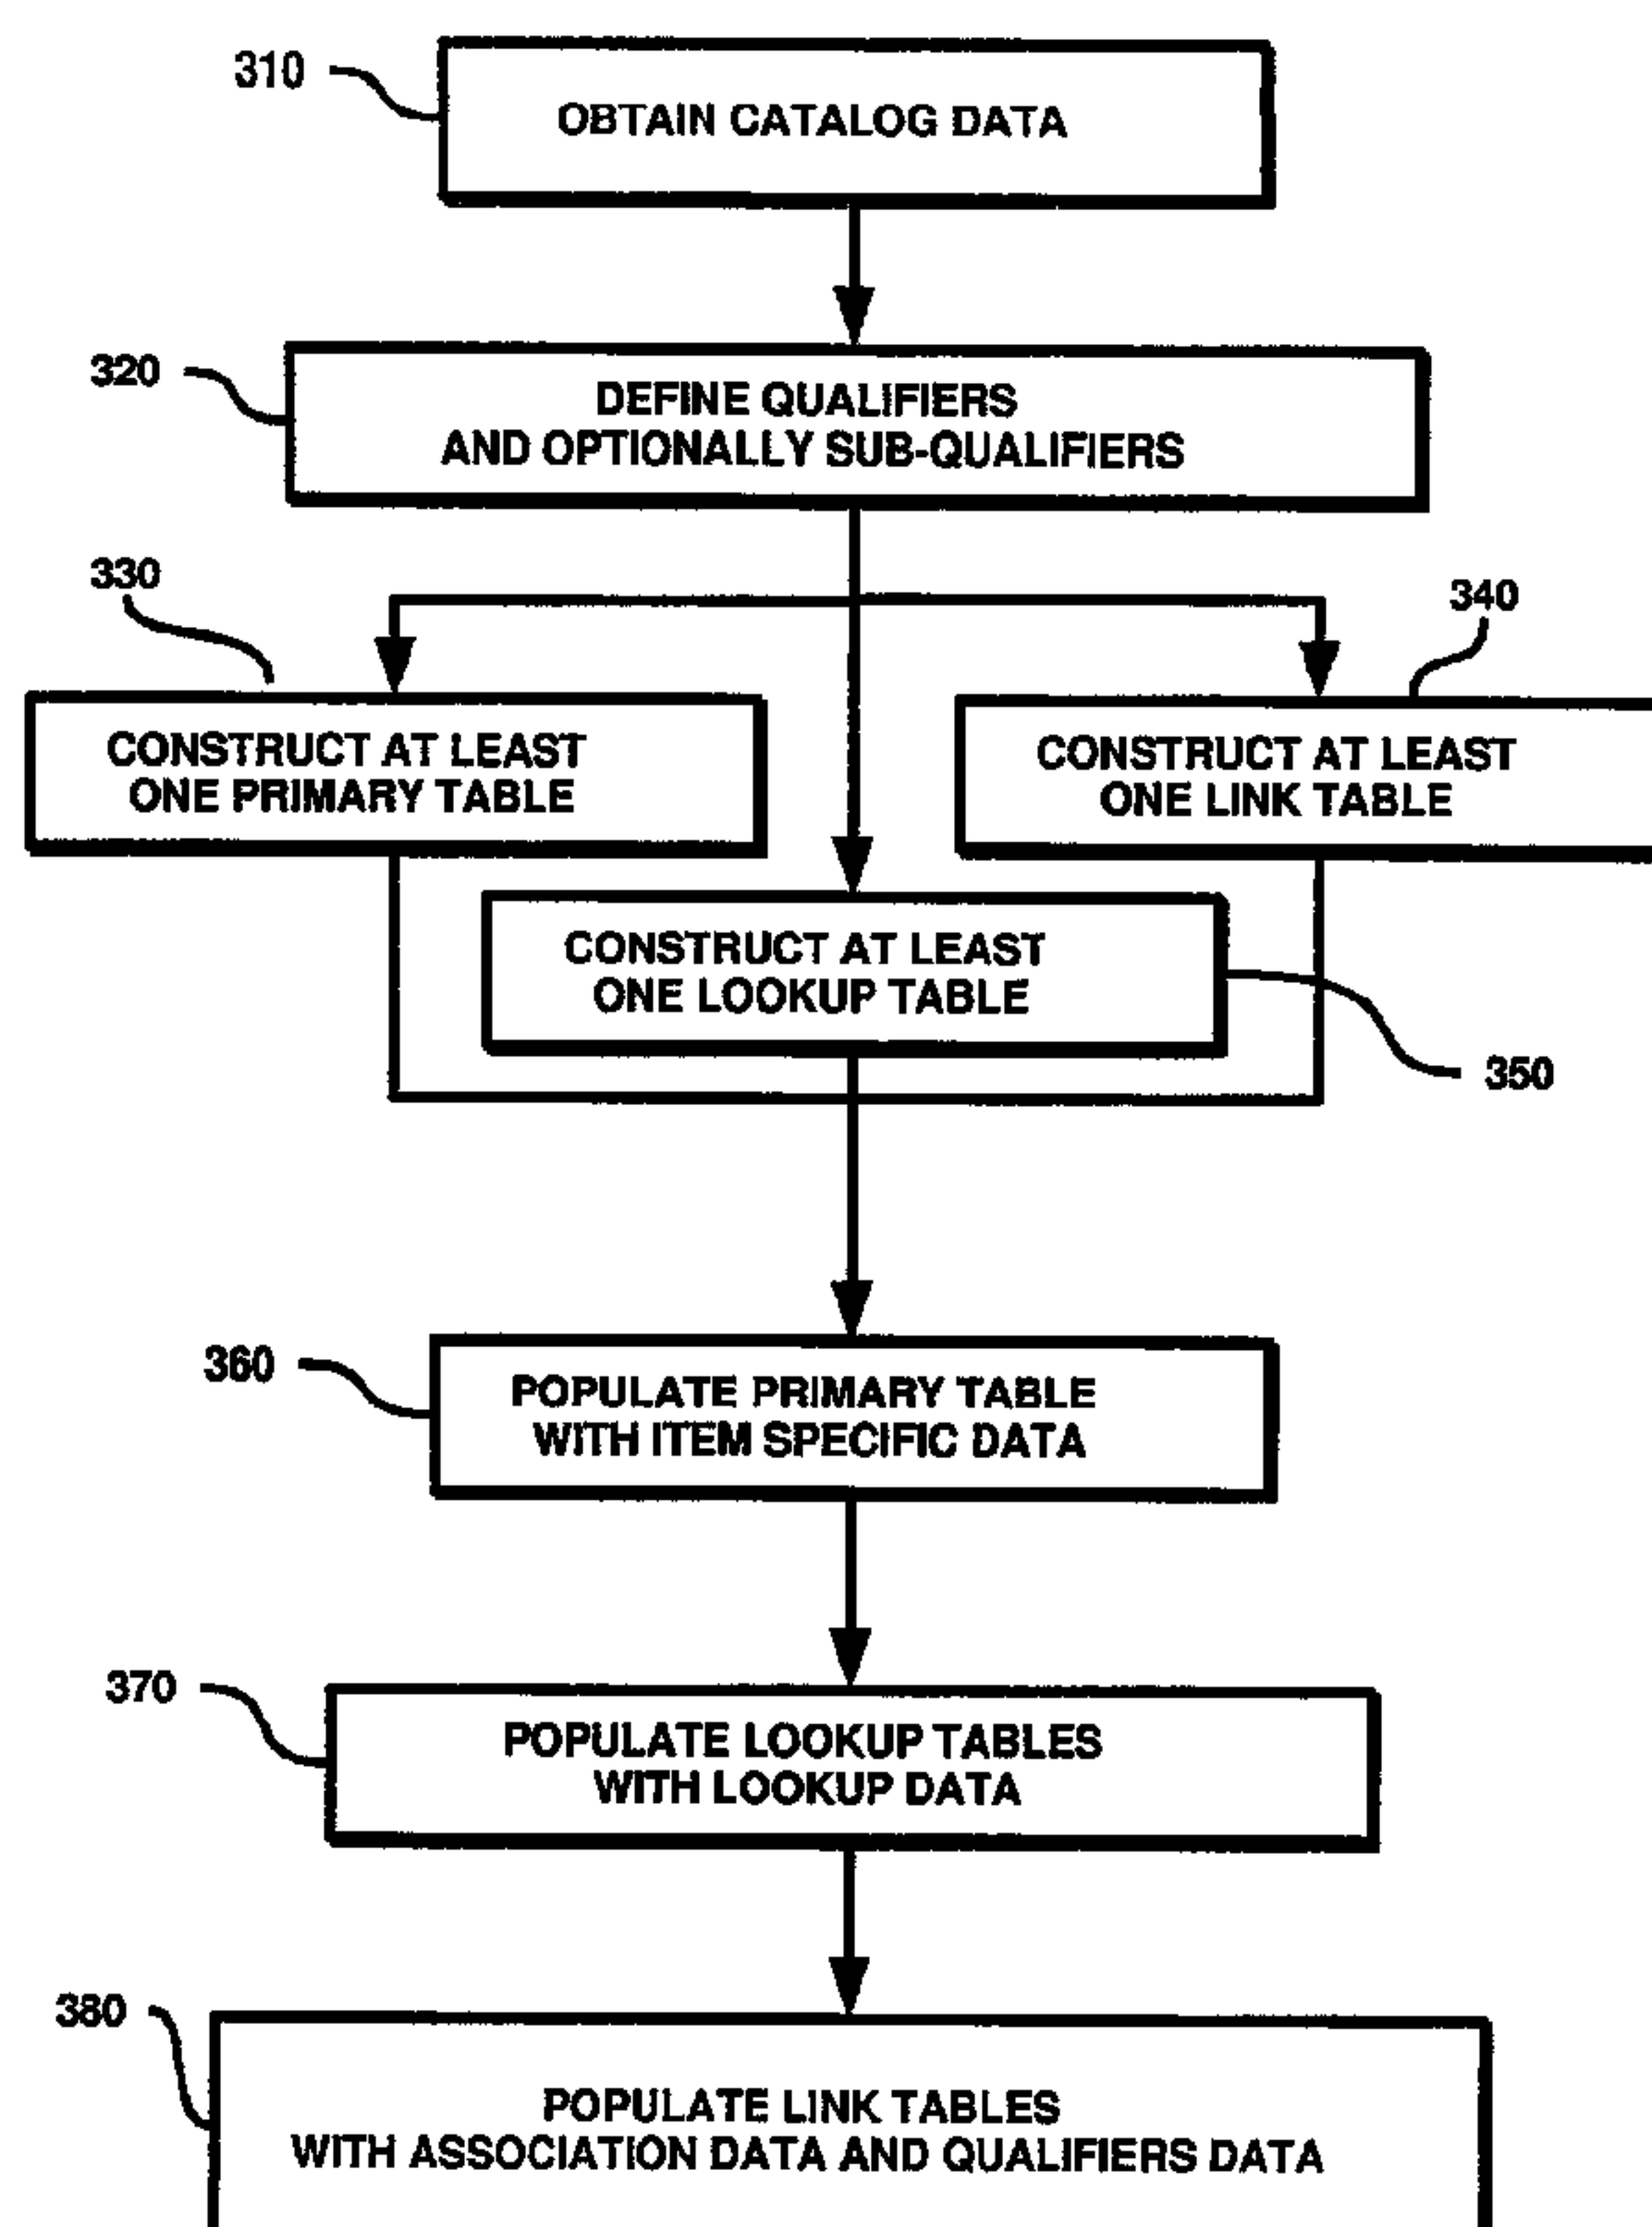 310
OBTAIN CATALOG DATA
320
DEFINE QUALIFIERS
AND OPTIONALLY SUB-QUALIFIERS
330
340
CONSTRUCT AT LEAST
ONE PRIMARY TABLE
CONSTRUCT AT LEAST
ONE LINK TABLE
CONSTRUCT AT LEAST
ONE LOOKUP TABLE
350
360
POPULATE PRIMARY TABLE
WITH ITEM SPECIFIC DATA
370
POPULATE LOOKUP TABLES
WITH LOOKUP DATA
380
POPULATE LINK TABLES
WITH ASSOCIATION DATA AND QUALIFIERS DATA